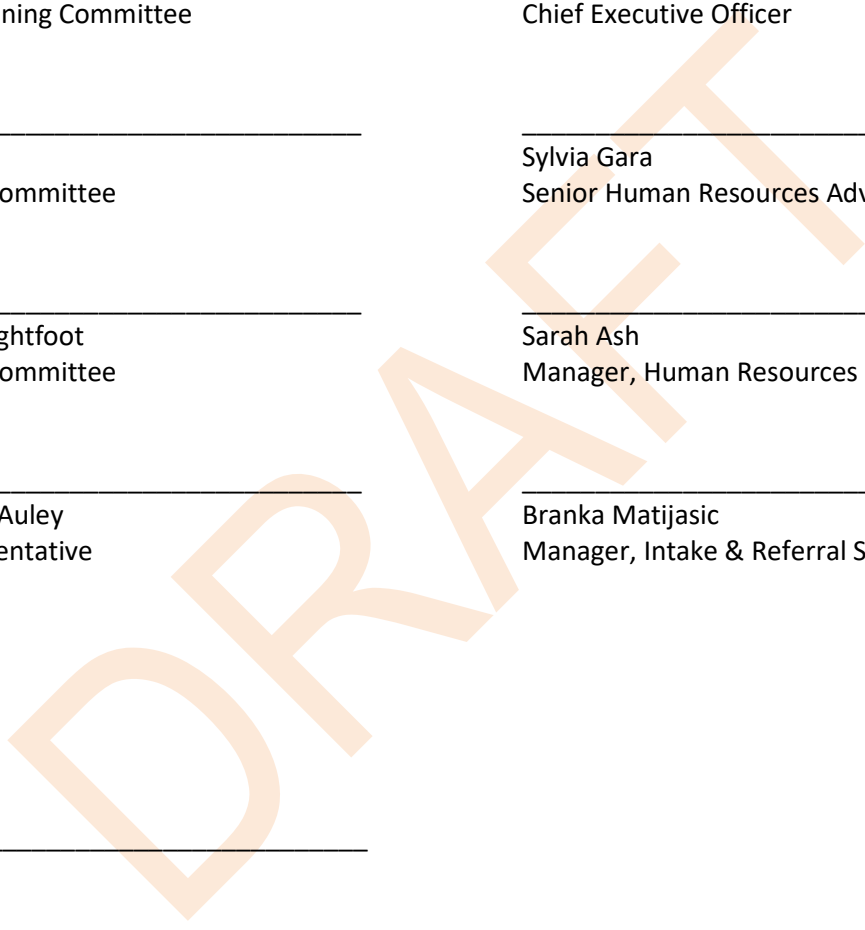 ning Committee
Chief Executive Officer
Sylvia Gara
ommittee
Senior Human Resources Adv
ghtfoot
Sarah Ash
ommittee
Manager, Human Resources
Auley
Branka Matijasic
entative
Manager, Intake & Referral S
DRAFT